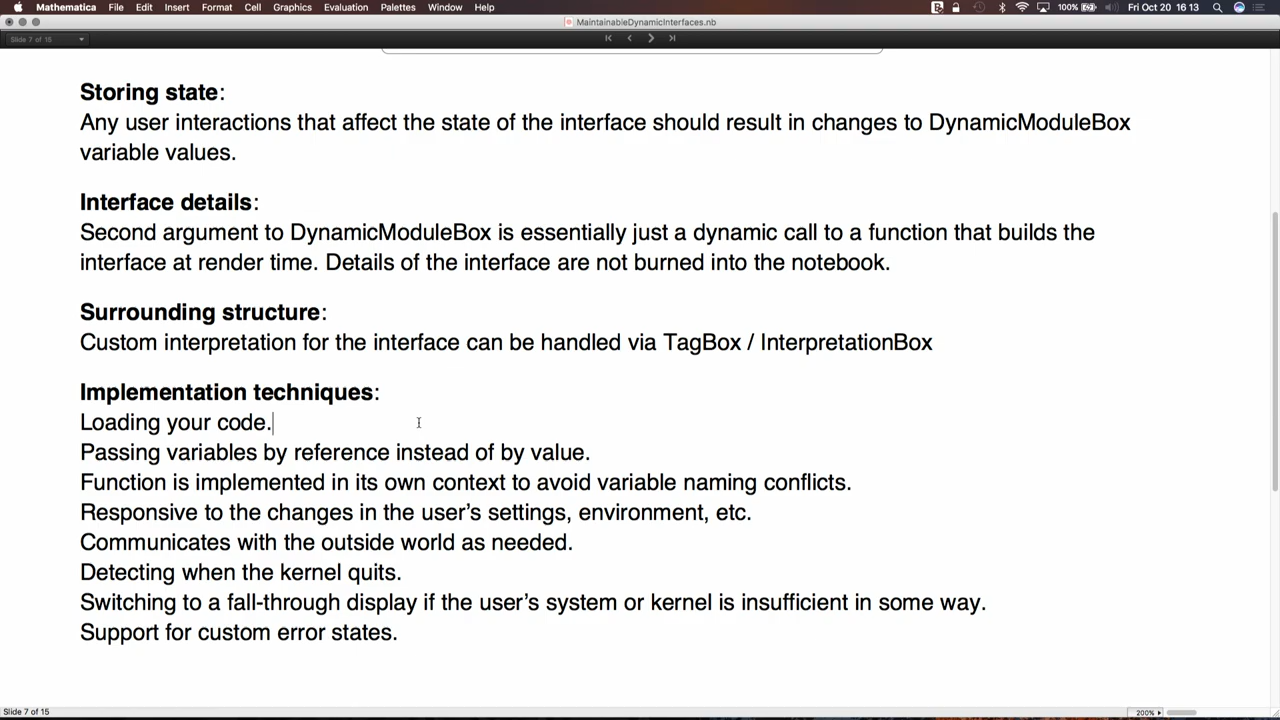 Mathematica File Edit Insert Format Cell Graphics Evaluation Palettes Window Help 100% Fri Oct 20 16 13
MaintainableDynamicInterfaces.nb
Slide 7 of 15
Storing state:
Any user interactions that affect the state of the interface should result in changes to DynamicModuleBox
variable values.
Interface details:
Second argument to DynamicModuleBox is essentially just a dynamic call to a function that builds the
interface at render time. Details of the interface are not burned into the notebook.
Surrounding structure:
Custom interpretation for the interface can be handled via TagBox / InterpretationBox
Implementation techniques:
Loading your code.
Passing variables by reference instead of by value.
Function is implemented in its own context to avoid variable naming conflicts.
Responsive to the changes in the user’s settings, environment, etc.
Communicates with the outside world as needed.
Detecting when the kernel quits.
Switching to a fall-through display if the user’s system or kernel is insufficient in some way.
Support for custom error states.
Slide 7 of 15
200%